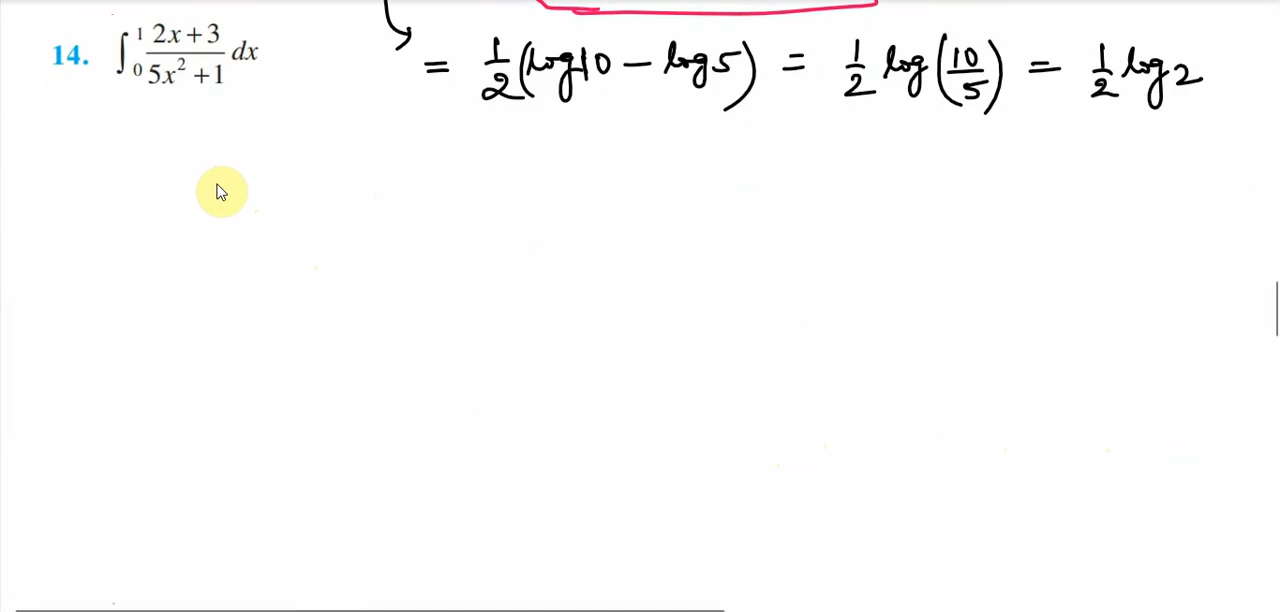 14. ∫₀¹ (2x + 3)/(5x² + 1) dx
= 1/2 (log10 − log5) = 1/2 log(10/5) = 1/2 log2